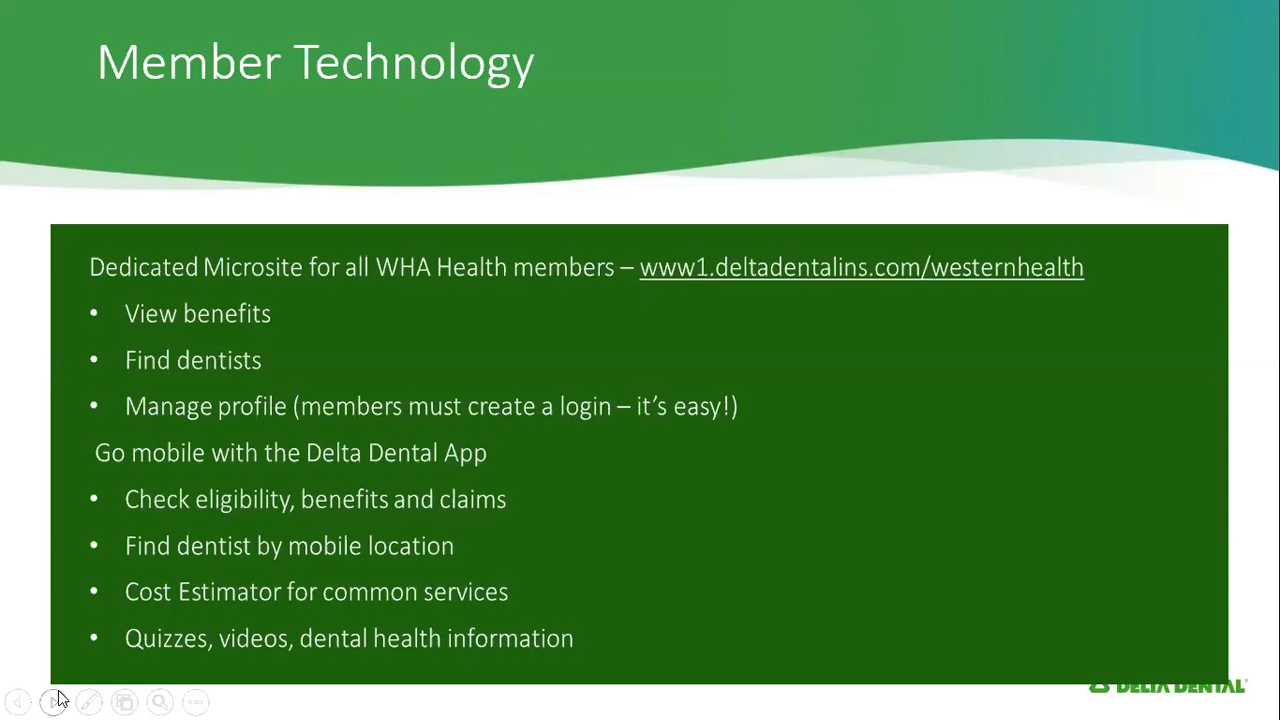 Member Technology
Dedicated Microsite for all WHA Health members – www1.deltadentalins.com/westernhealth
• View benefits
• Find dentists
• Manage profile (members must create a login – it’s easy!)
Go mobile with the Delta Dental App
• Check eligibility, benefits and claims
• Find dentist by mobile location
• Cost Estimator for common services
• Quizzes, videos, dental health information
DELTA DENTAL